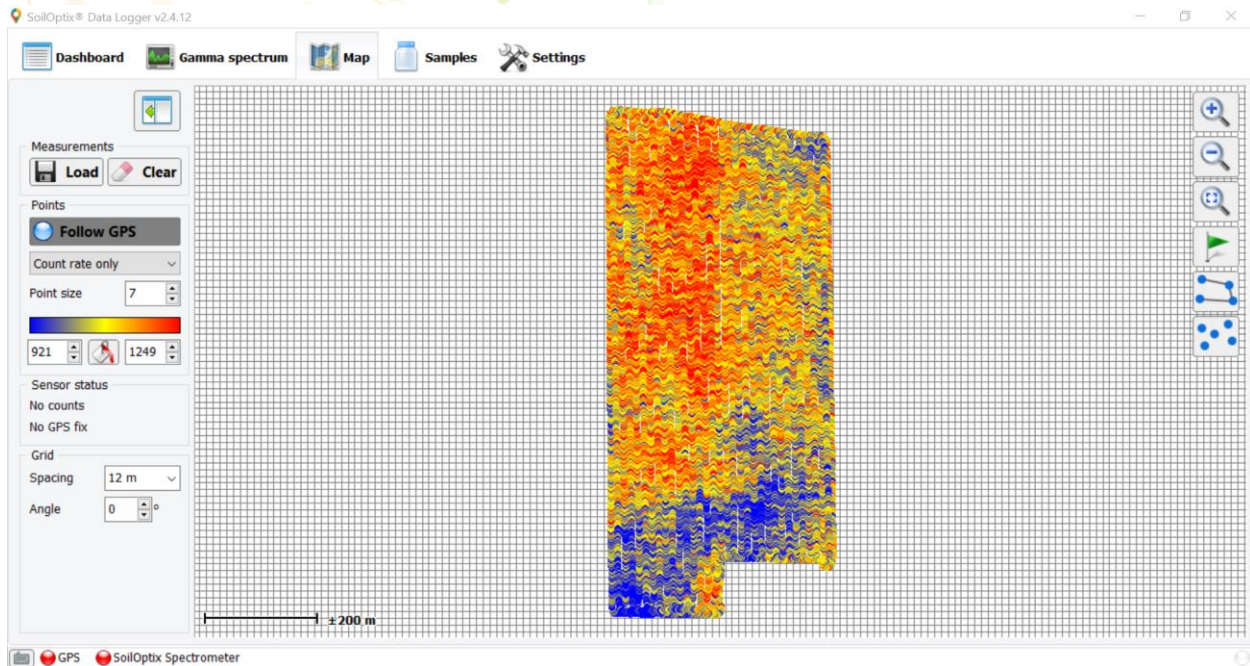 SoilOptix® Data Logger v2.4.12
Dashboard Gamma spectrum Map Samples Settings
Measurements
Load Clear
Points
Follow GPS
Count rate only
Point size 7
921 1249
Sensor status
No counts
No GPS fix
Grid
Spacing 12 m
Angle 0 °
±200 m
GPS SoilOptix Spectrometer